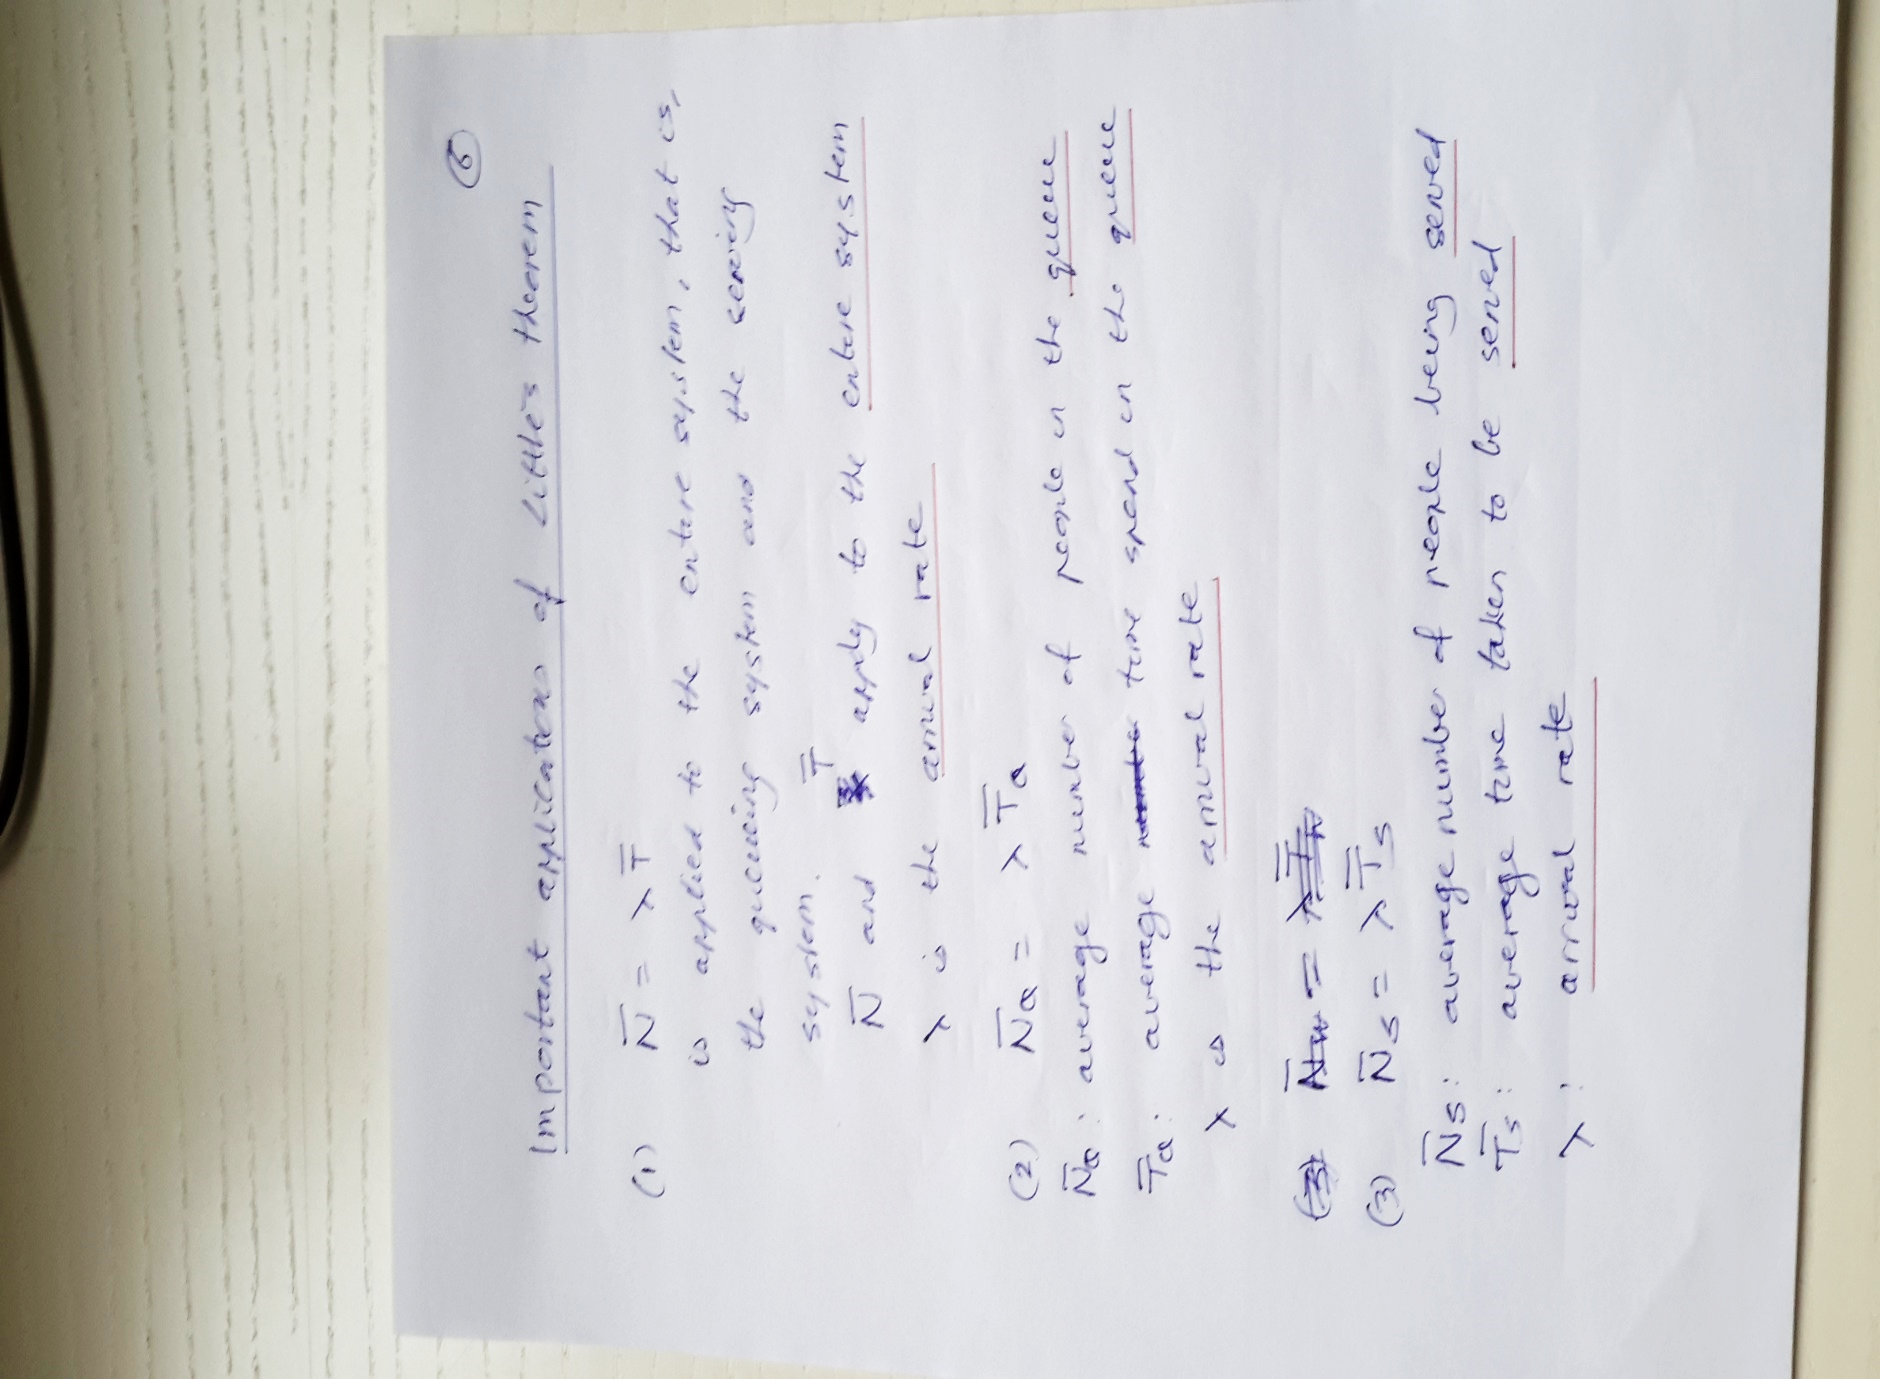 6
Important applications of Little's theorem
(1) N̄ = λT̄
is applied to the entire system, that is,
the queueing system and the serving
system.
N̄ and T̄ apply to the entire system
λ is the arrival rate
(2) N̄Q = λT̄Q
N̄Q: average number of people in the queue
T̄Q: average time spend in the queue
λ is the arrival rate
(3) N̄S = λT̄S
N̄S: average number of people being served
T̄S: average time taken to be served
λ: arrival rate